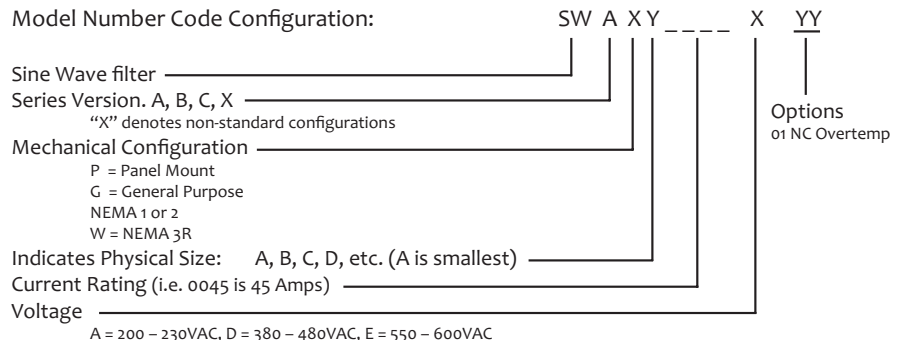 Model Number Code Configuration: SW A X Y _ _ _ _ X YY
Sine Wave filter
Series Version. A, B, C, X
"X" denotes non-standard configurations
Options
01 NC Overtemp
Mechanical Configuration
P = Panel Mount
G = General Purpose
NEMA 1 or 2
W = NEMA 3R
Indicates Physical Size: A, B, C, D, etc. (A is smallest)
Current Rating (i.e. 0045 is 45 Amps)
Voltage
A = 200 – 230VAC, D = 380 – 480VAC, E = 550 – 600VAC